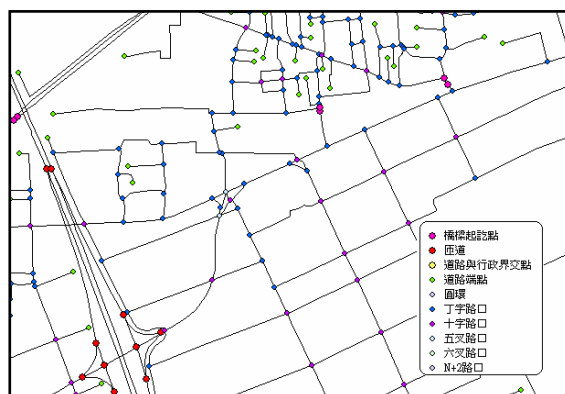 橋樑起訖點
匝道
道路與行政界交點
道路端點
圓環
丁字路口
十字路口
五叉路口
六叉路口
N+2路口